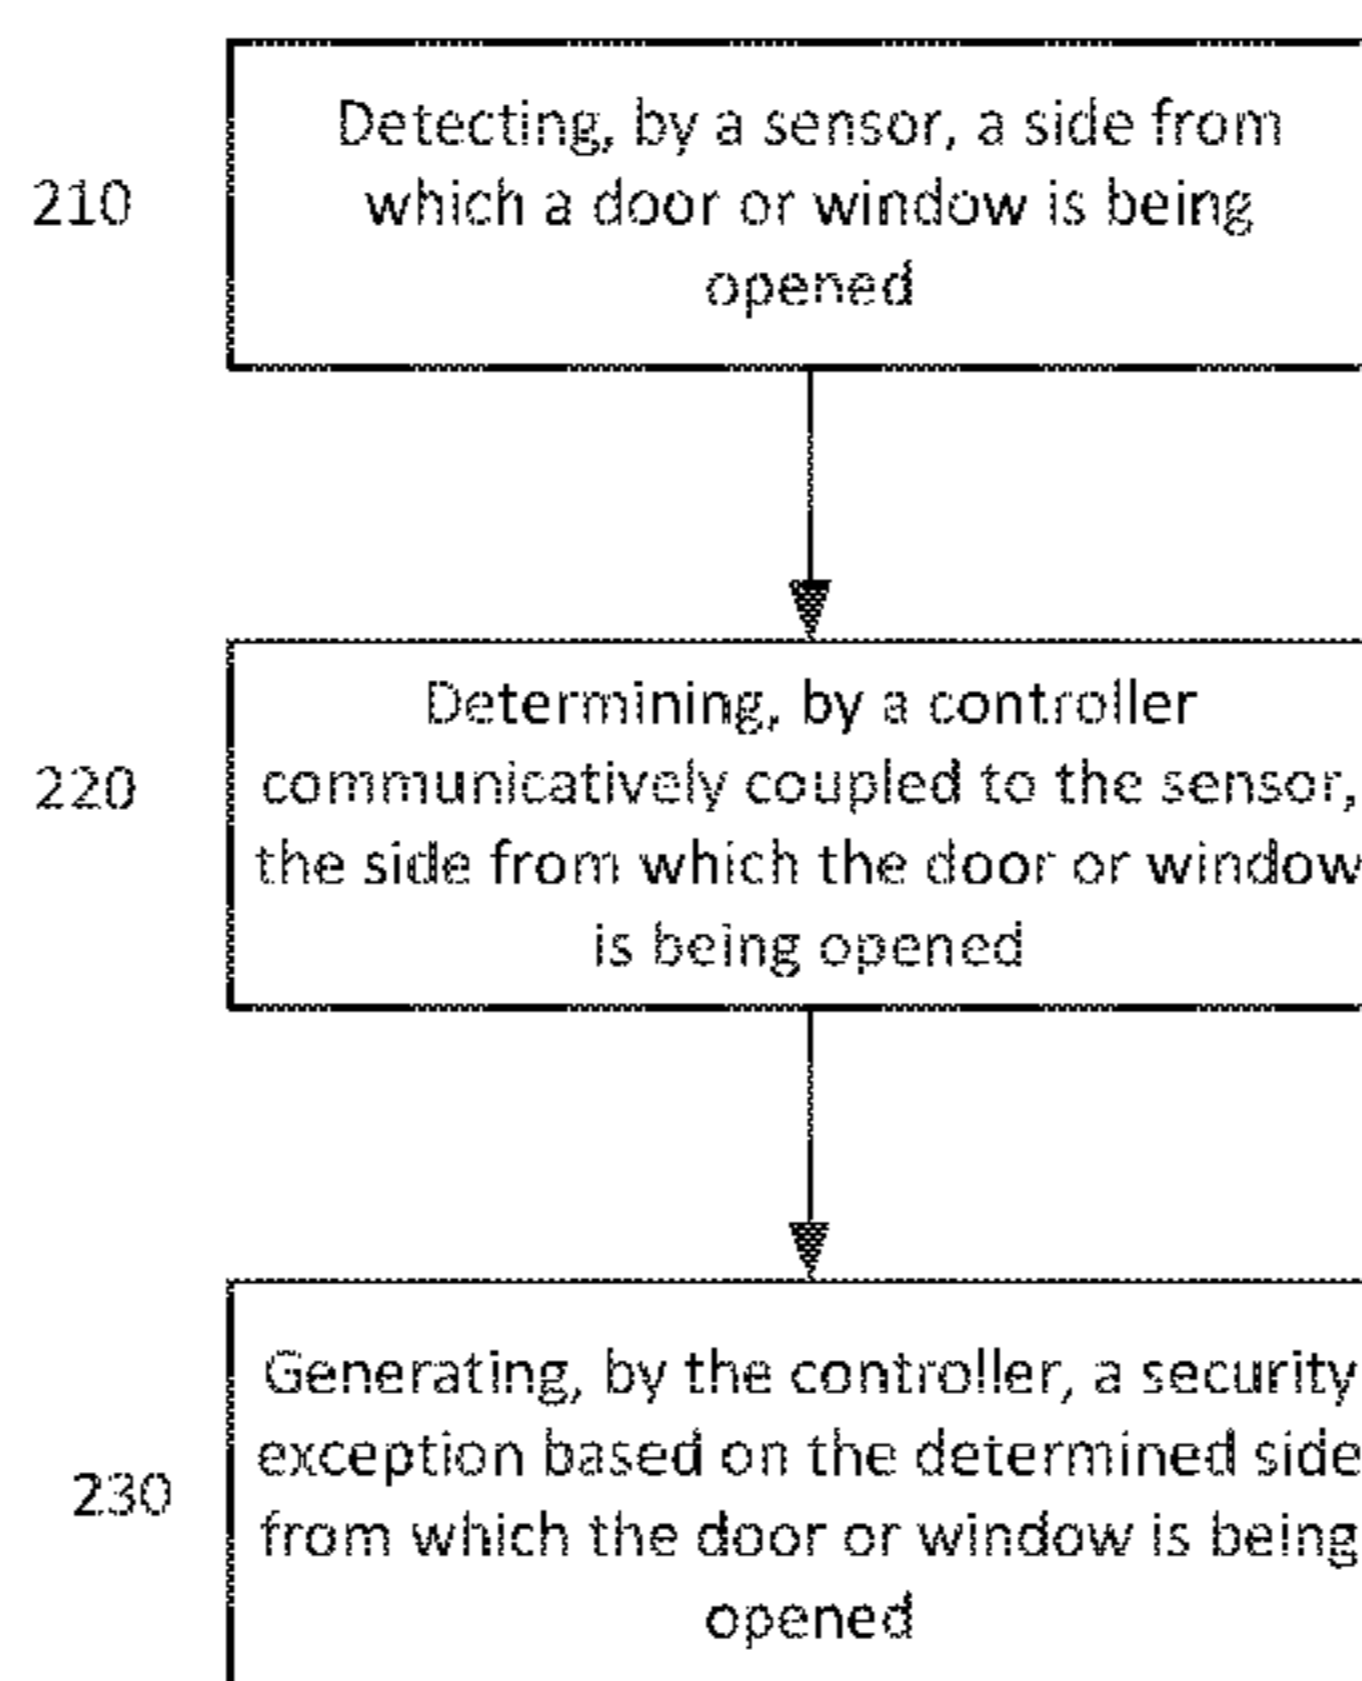 Detecting, by a sensor, a side from
210
which a door or window is being
opened
Determining, by a controller
220
communicatively coupled to the sensor,
the side from which the door or window
is being opened
Generating, by the controller, a security
exception based on the determined side
230
from which the door or window is being
opened